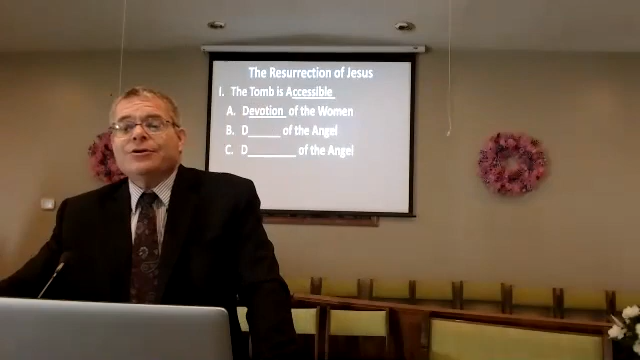 The Resurrection of Jesus
I. The Tomb is Accessible
A. Devotion of the Women
B. D______ of the Angel
C. D_________ of the Angel